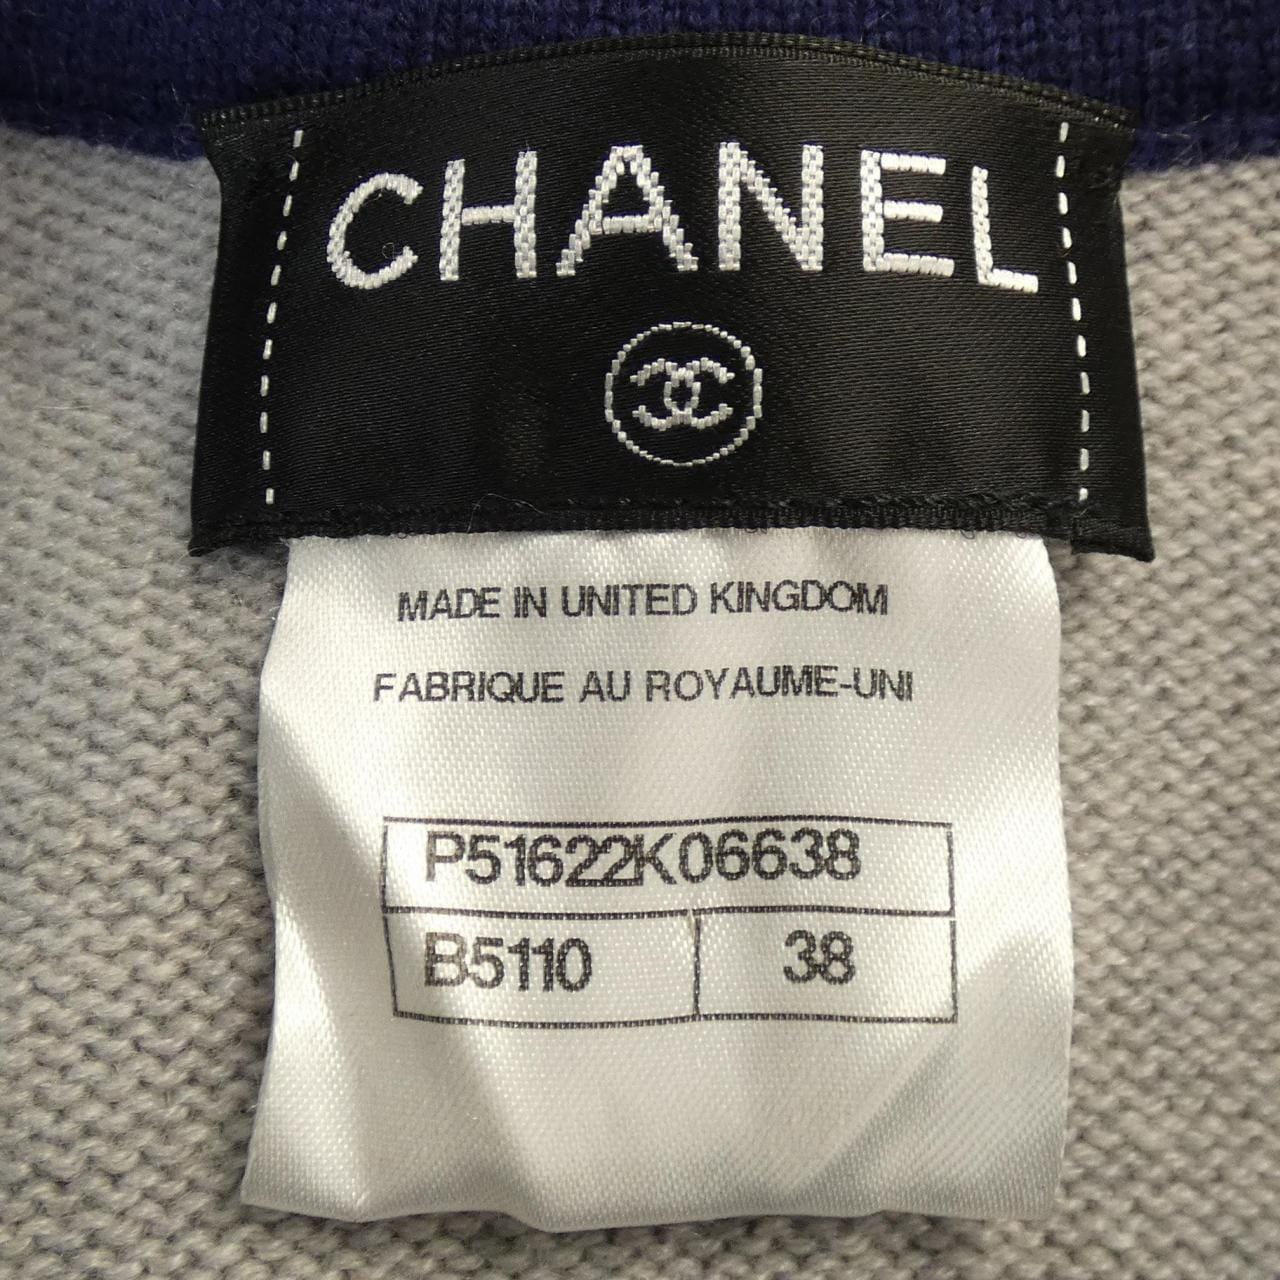 CHANEL
MADE IN UNITED KINGDOM
FABRIQUE AU ROYAUME-UNI
P51622K06638
B5110 38